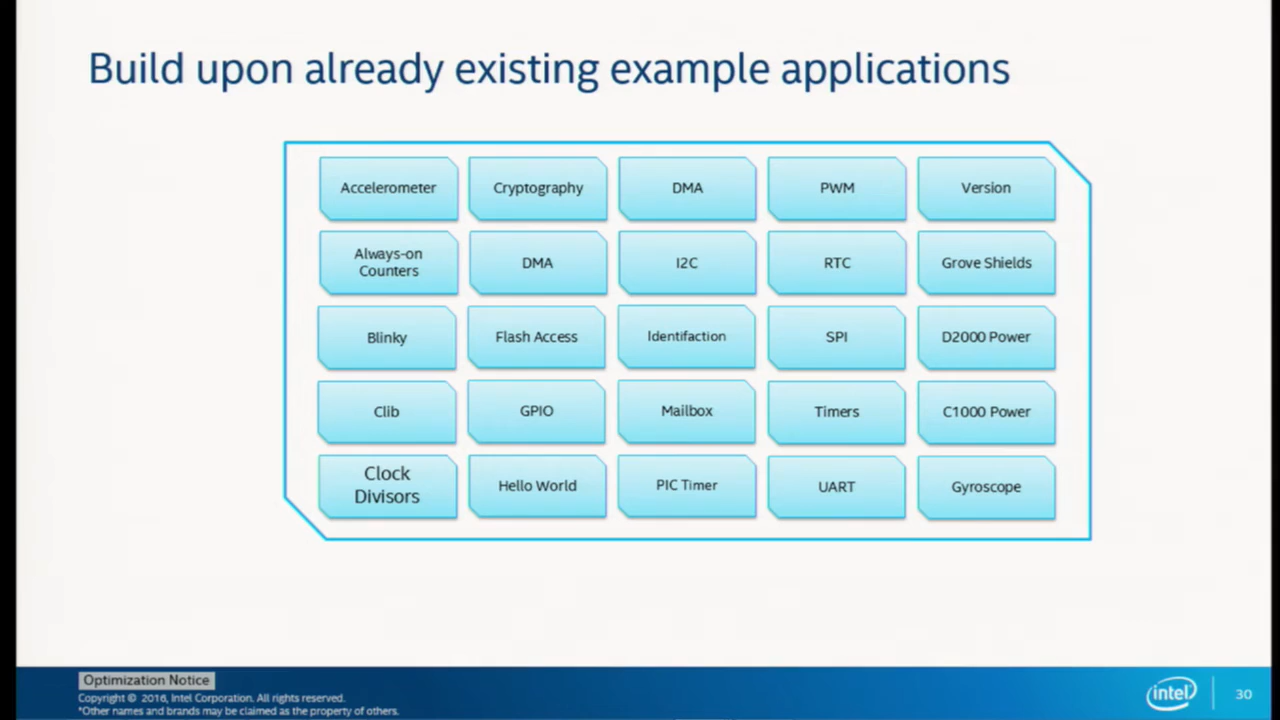 Build upon already existing example applications
Accelerometer
Cryptography
DMA
PWM
Version
Always-on
Counters
DMA
I2C
RTC
Grove Shields
Blinky
Flash Access
Identifaction
SPI
D2000 Power
Clib
GPIO
Mailbox
Timers
C1000 Power
Clock
Divisors
Hello World
PIC Timer
UART
Gyroscope
Optimization Notice
Copyright © 2016, Intel Corporation. All rights reserved.
*Other names and brands may be claimed as the property of others.
intel
30